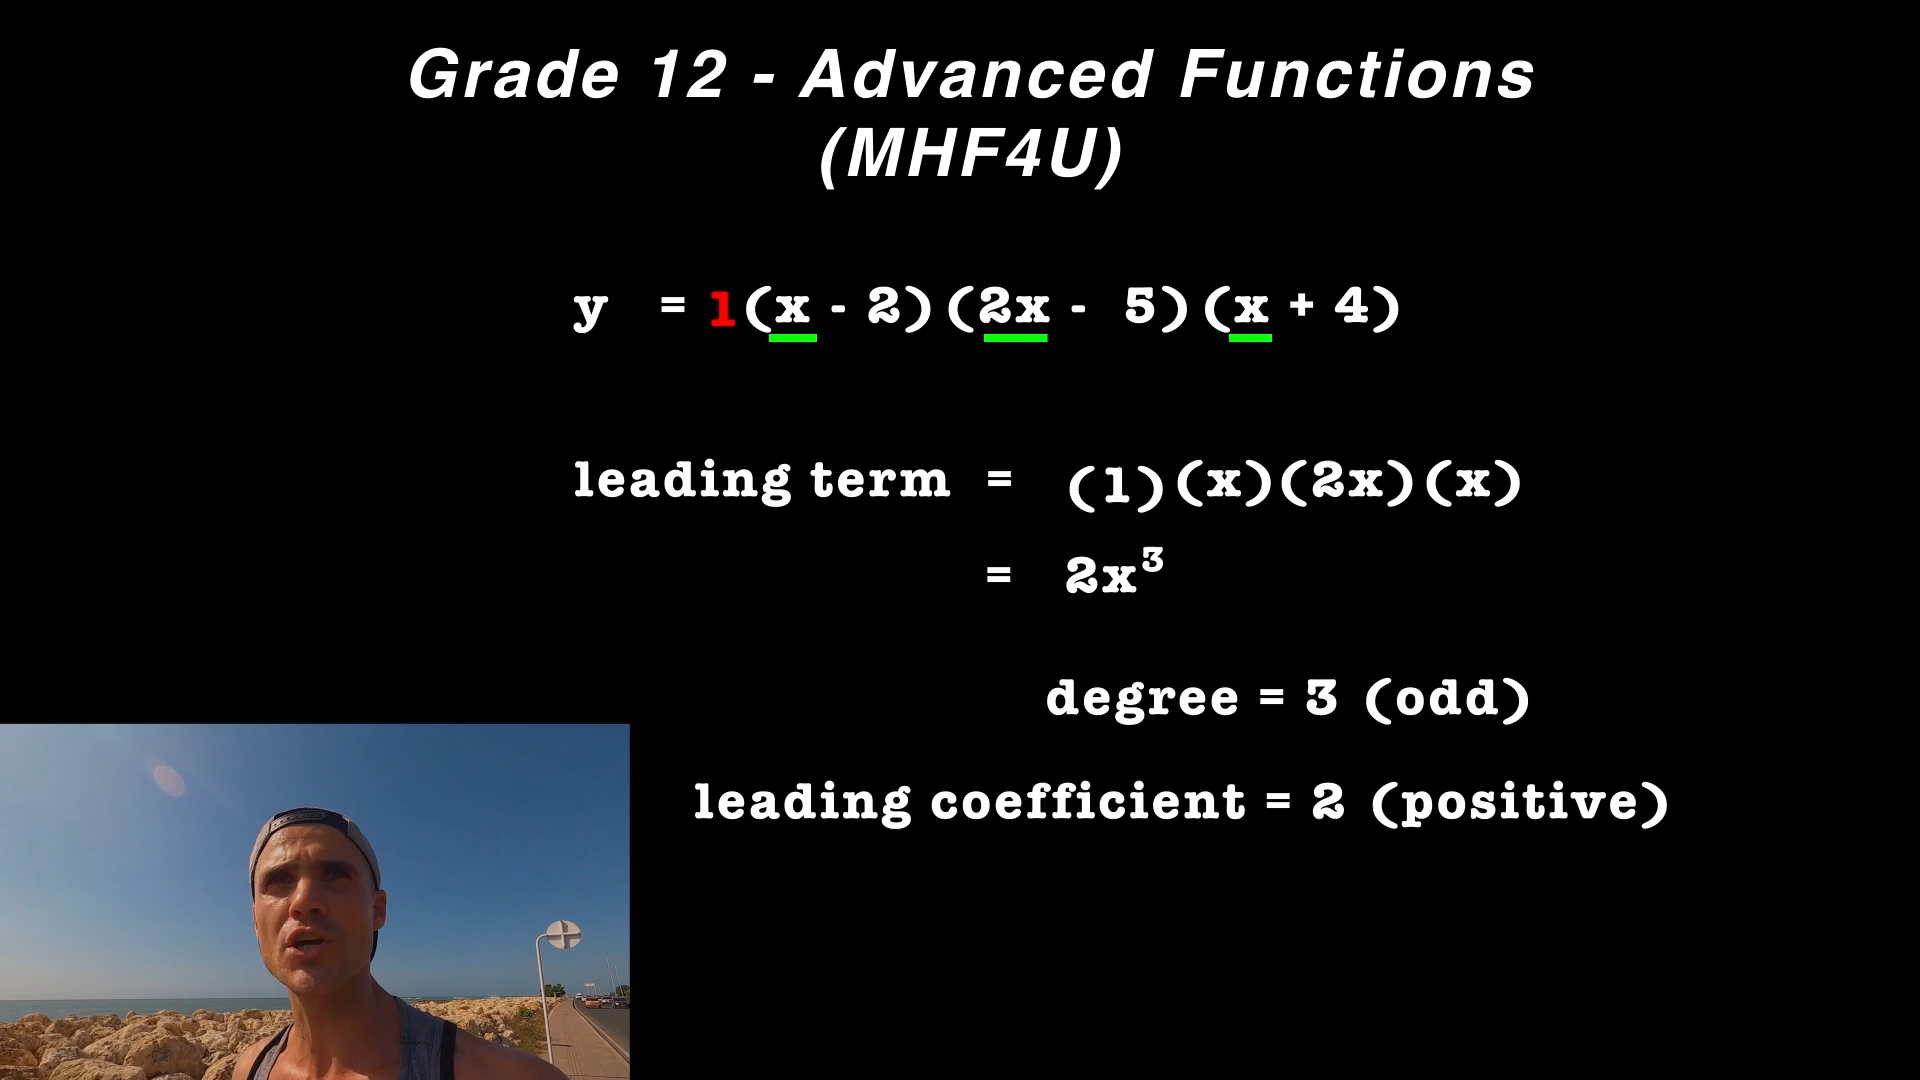 Grade 12 - Advanced Functions
(MHF4U)
y = 1(x - 2)(2x - 5)(x + 4)
leading term = (1)(x)(2x)(x)
= 2x³
degree = 3 (odd)
leading coefficient = 2 (positive)